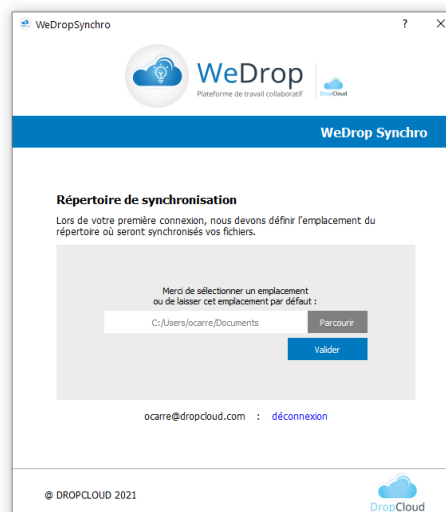 WeDropSynchro ? X
WeDrop
Plateforme de travail collaboratif
DropCloud
WeDrop Synchro
Répertoire de synchronisation
Lors de votre première connexion, nous devons définir l'emplacement du
répertoire où seront synchronisés vos fichiers.
Merci de sélectionner un emplacement
ou de laisser cet emplacement par défaut :
C:/Users/ocarre/Documents Parcourir
Valider
ocarre@dropcloud.com : déconnexion
@ DROPCLOUD 2021
DropCloud